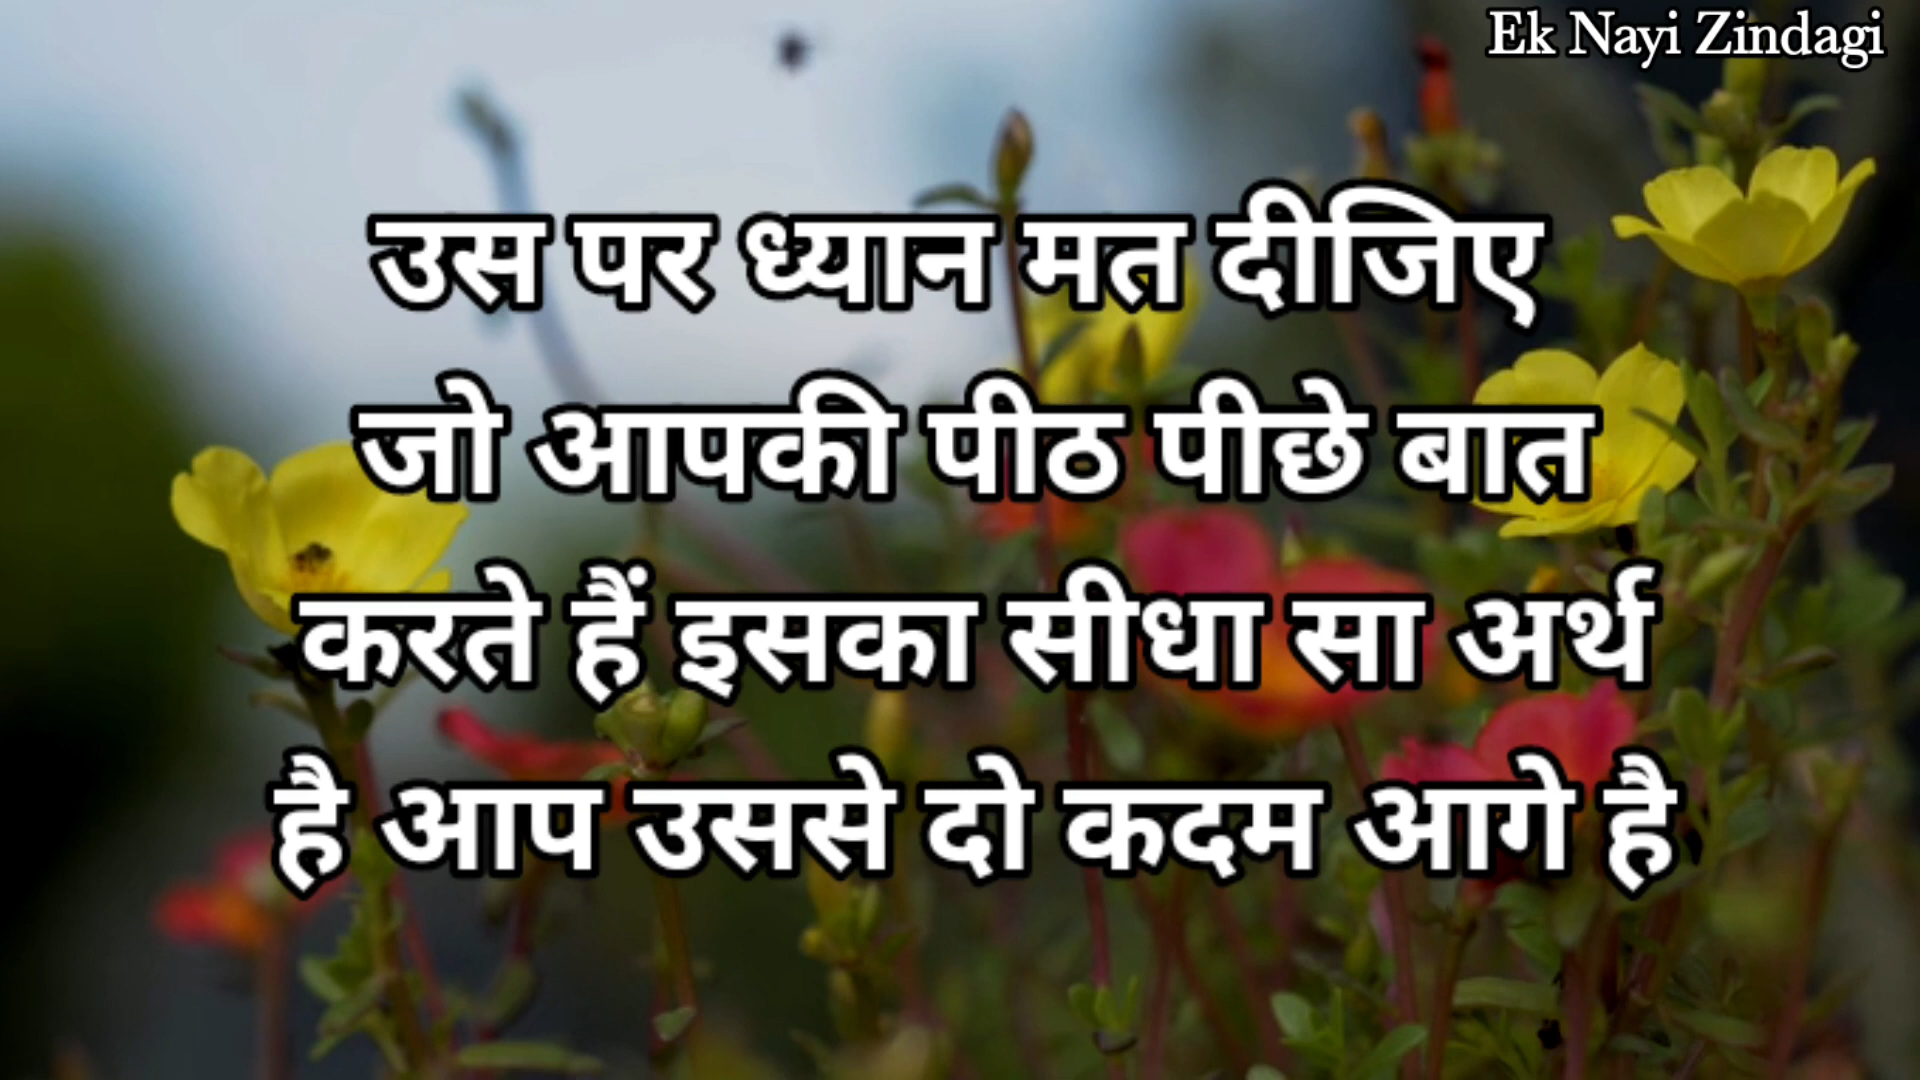 Ek Nayi Zindagi
उस पर ध्यान मत दीजिए
जो आपकी पीठ पीछे बात
करते हैं इसका सीधा सा अर्थ
है आप उससे दो कदम आगे है